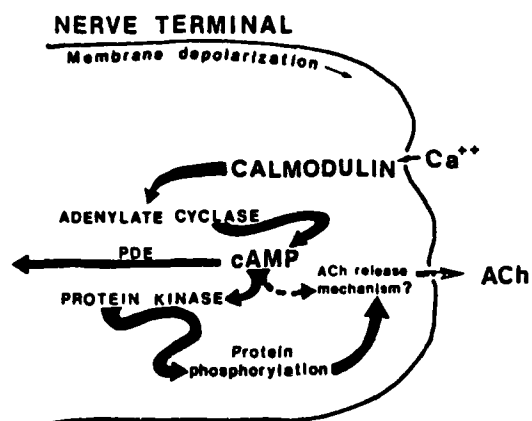 NERVE TERMINAL
Membrane depolarization
CALMODULIN
Ca++
ADENYLATE CYCLASE
PDE
cAMP
ACh release
mechanism?
ACh
PROTEIN KINASE
Protein
phosphorylation